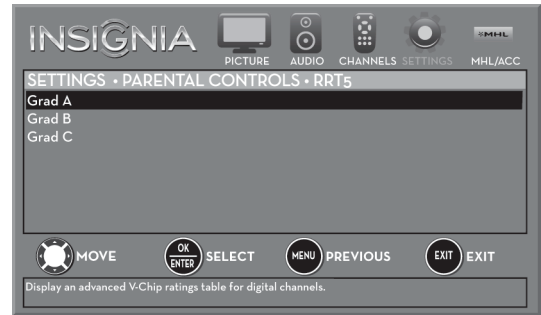 INSIGNIA
PICTURE AUDIO CHANNELS SETTINGS MHL MHL/ACC
SETTINGS • PARENTAL CONTROLS • RRT5
Grad A
Grad B
Grad C
MOVE OK ENTER SELECT MENU PREVIOUS EXIT EXIT
Display an advanced V-Chip ratings table for digital channels.